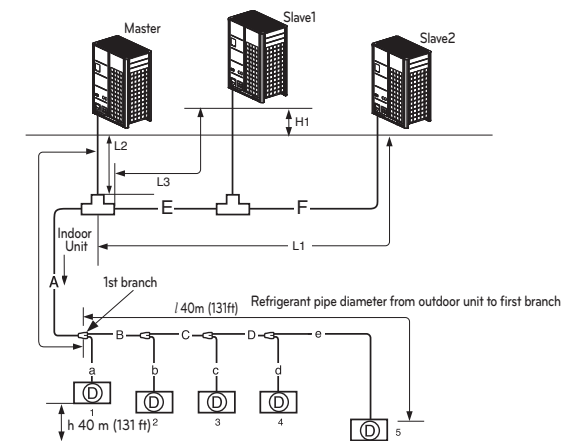 Master
Slave1
Slave2
H1
L2
L3
E
F
L1
Indoor
Unit
A
1st branch
l 40m (131ft)
Refrigerant pipe diameter from outdoor unit to first branch
B
C
D
e
a
b
c
d
D
D
D
D
D
1
2
3
4
5
h 40 m (131 ft)